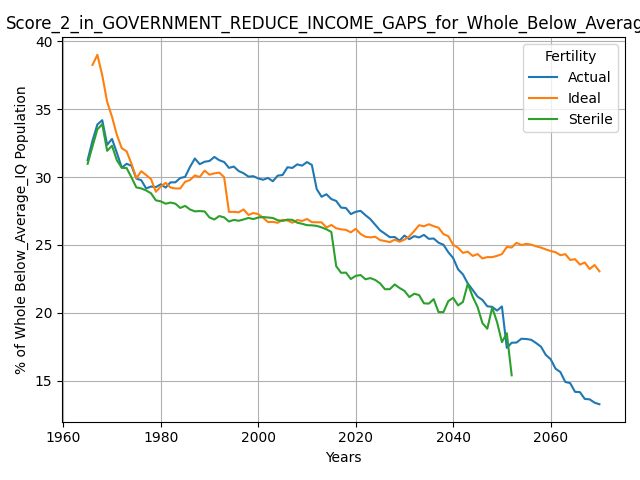 Score_2_in_GOVERNMENT_REDUCE_INCOME_GAPS_for_Whole_Below_Averag
% of Whole Below_Average_IQ Population
40
35
30
25
20
15
Fertility
Actual
Ideal
Sterile
1960
1980
2000
2020
2040
2060
Years